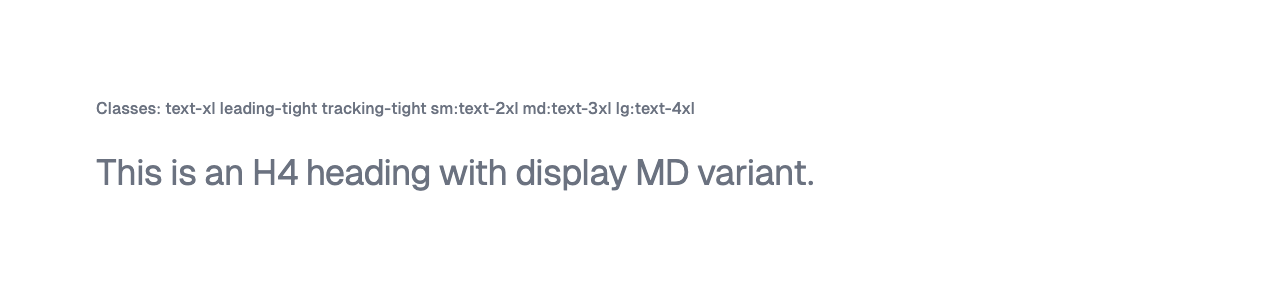 Classes: text-xl leading-tight tracking-tight sm:text-2xl md:text-3xl lg:text-4xl
This is an H4 heading with display MD variant.